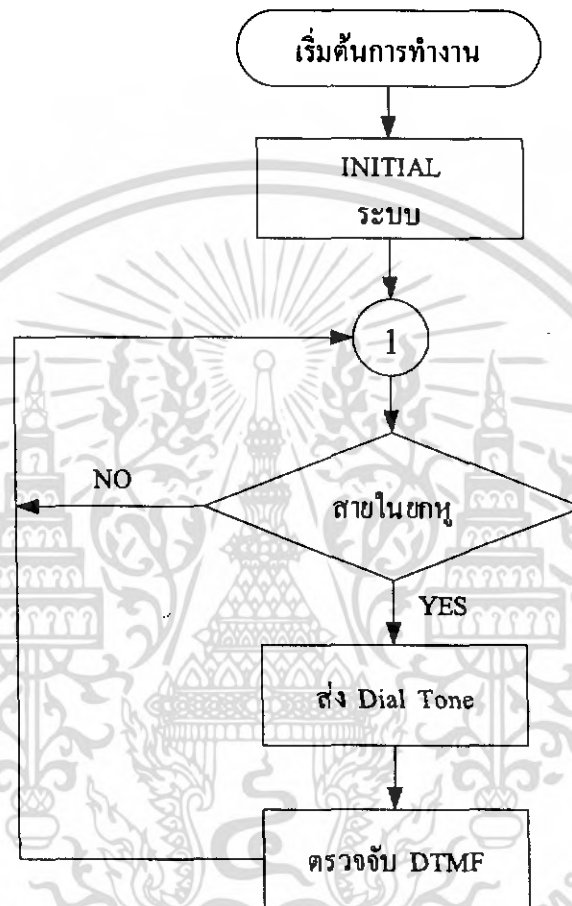 เริ่มต้นการทำงาน
INITIAL
ระบบ
1
สายในยกหู
NO
YES
ส่ง Dial Tone
ตรวจจับ DTMF